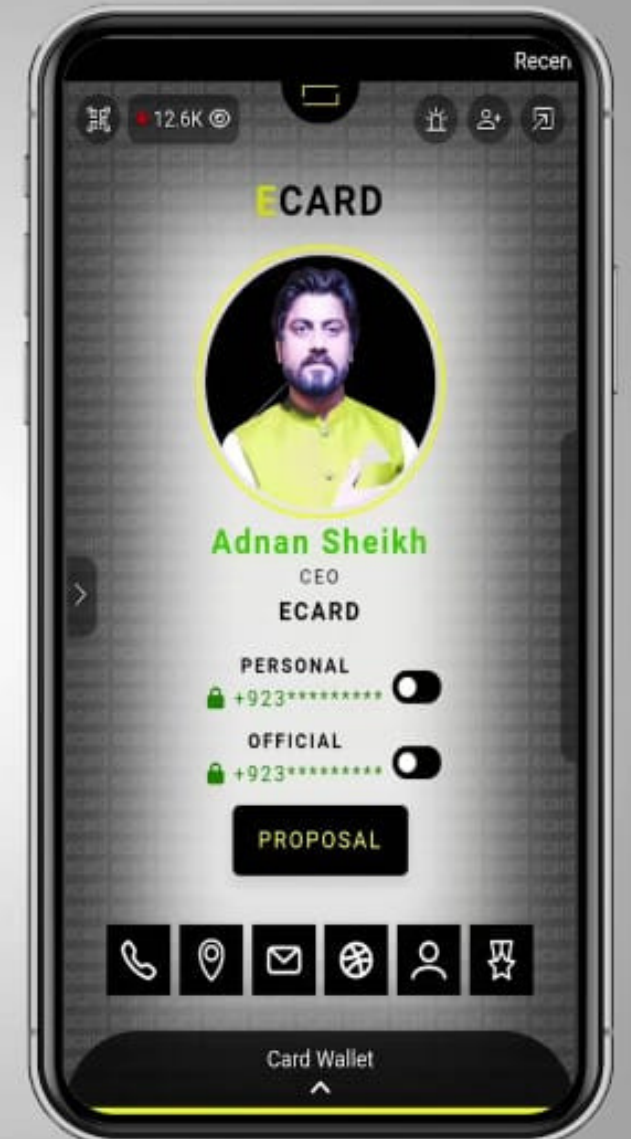 Recen
12.6K
ECARD
Adnan Sheikh
CEO
ECARD
PERSONAL
+923*********
OFFICIAL
+923*********
PROPOSAL
Card Wallet